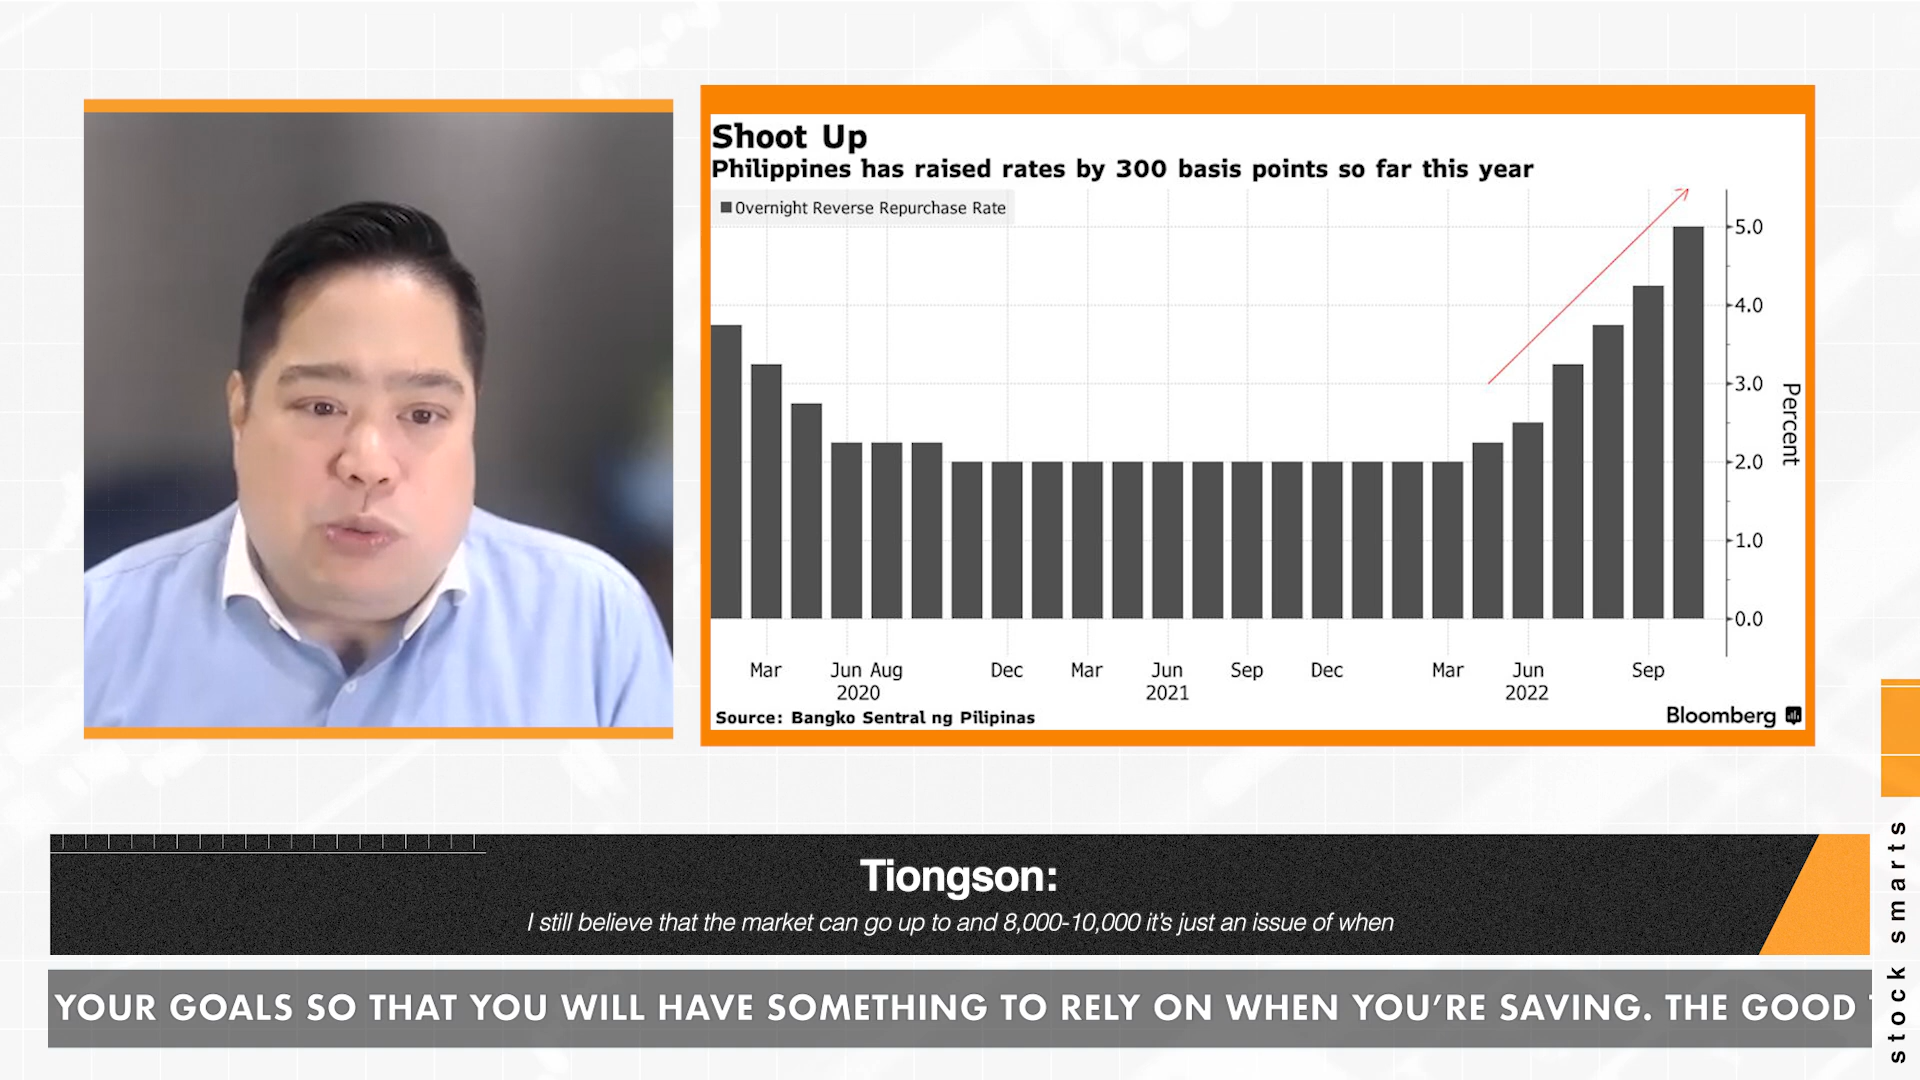 Shoot Up
Philippines has raised rates by 300 basis points so far this year
Overnight Reverse Repurchase Rate
5.0
4.0
3.0
2.0
1.0
0.0
Percent
Mar Jun Aug Dec Mar Jun Sep Dec Mar Jun Sep
2020 2021 2022
Source: Bangko Sentral ng Pilipinas
Bloomberg
Tiongson:
I still believe that the market can go up to and 8,000-10,000 it's just an issue of when
YOUR GOALS SO THAT YOU WILL HAVE SOMETHING TO RELY ON WHEN YOU'RE SAVING. THE GOOD
stock smarts